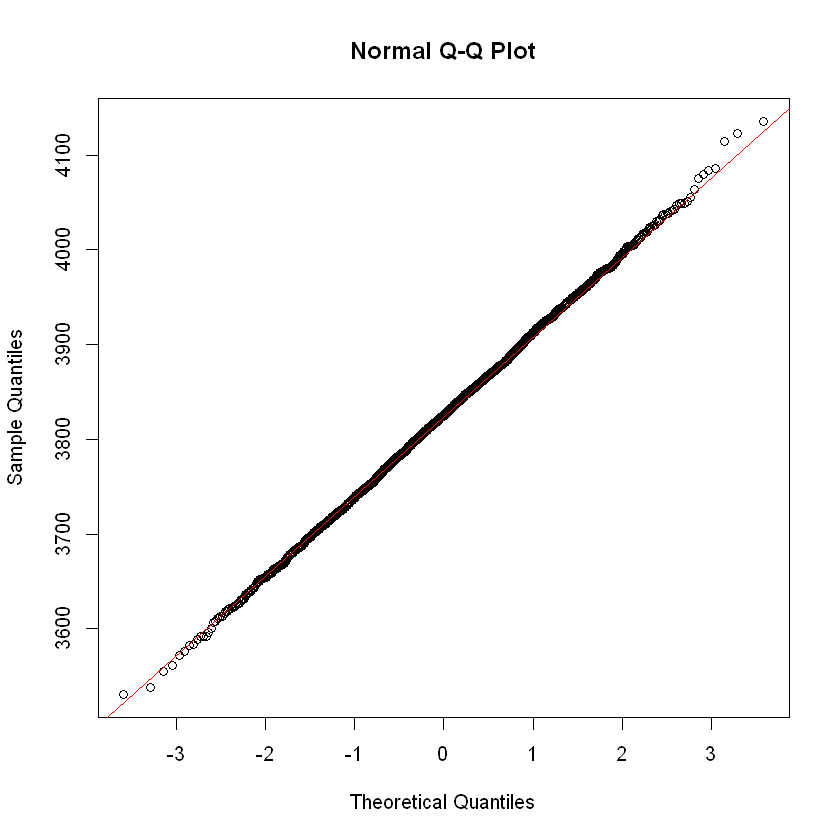 Normal Q-Q Plot
Sample Quantiles
4100
4000
3900
3800
3700
3600
-3 -2 -1 0 1 2 3
Theoretical Quantiles